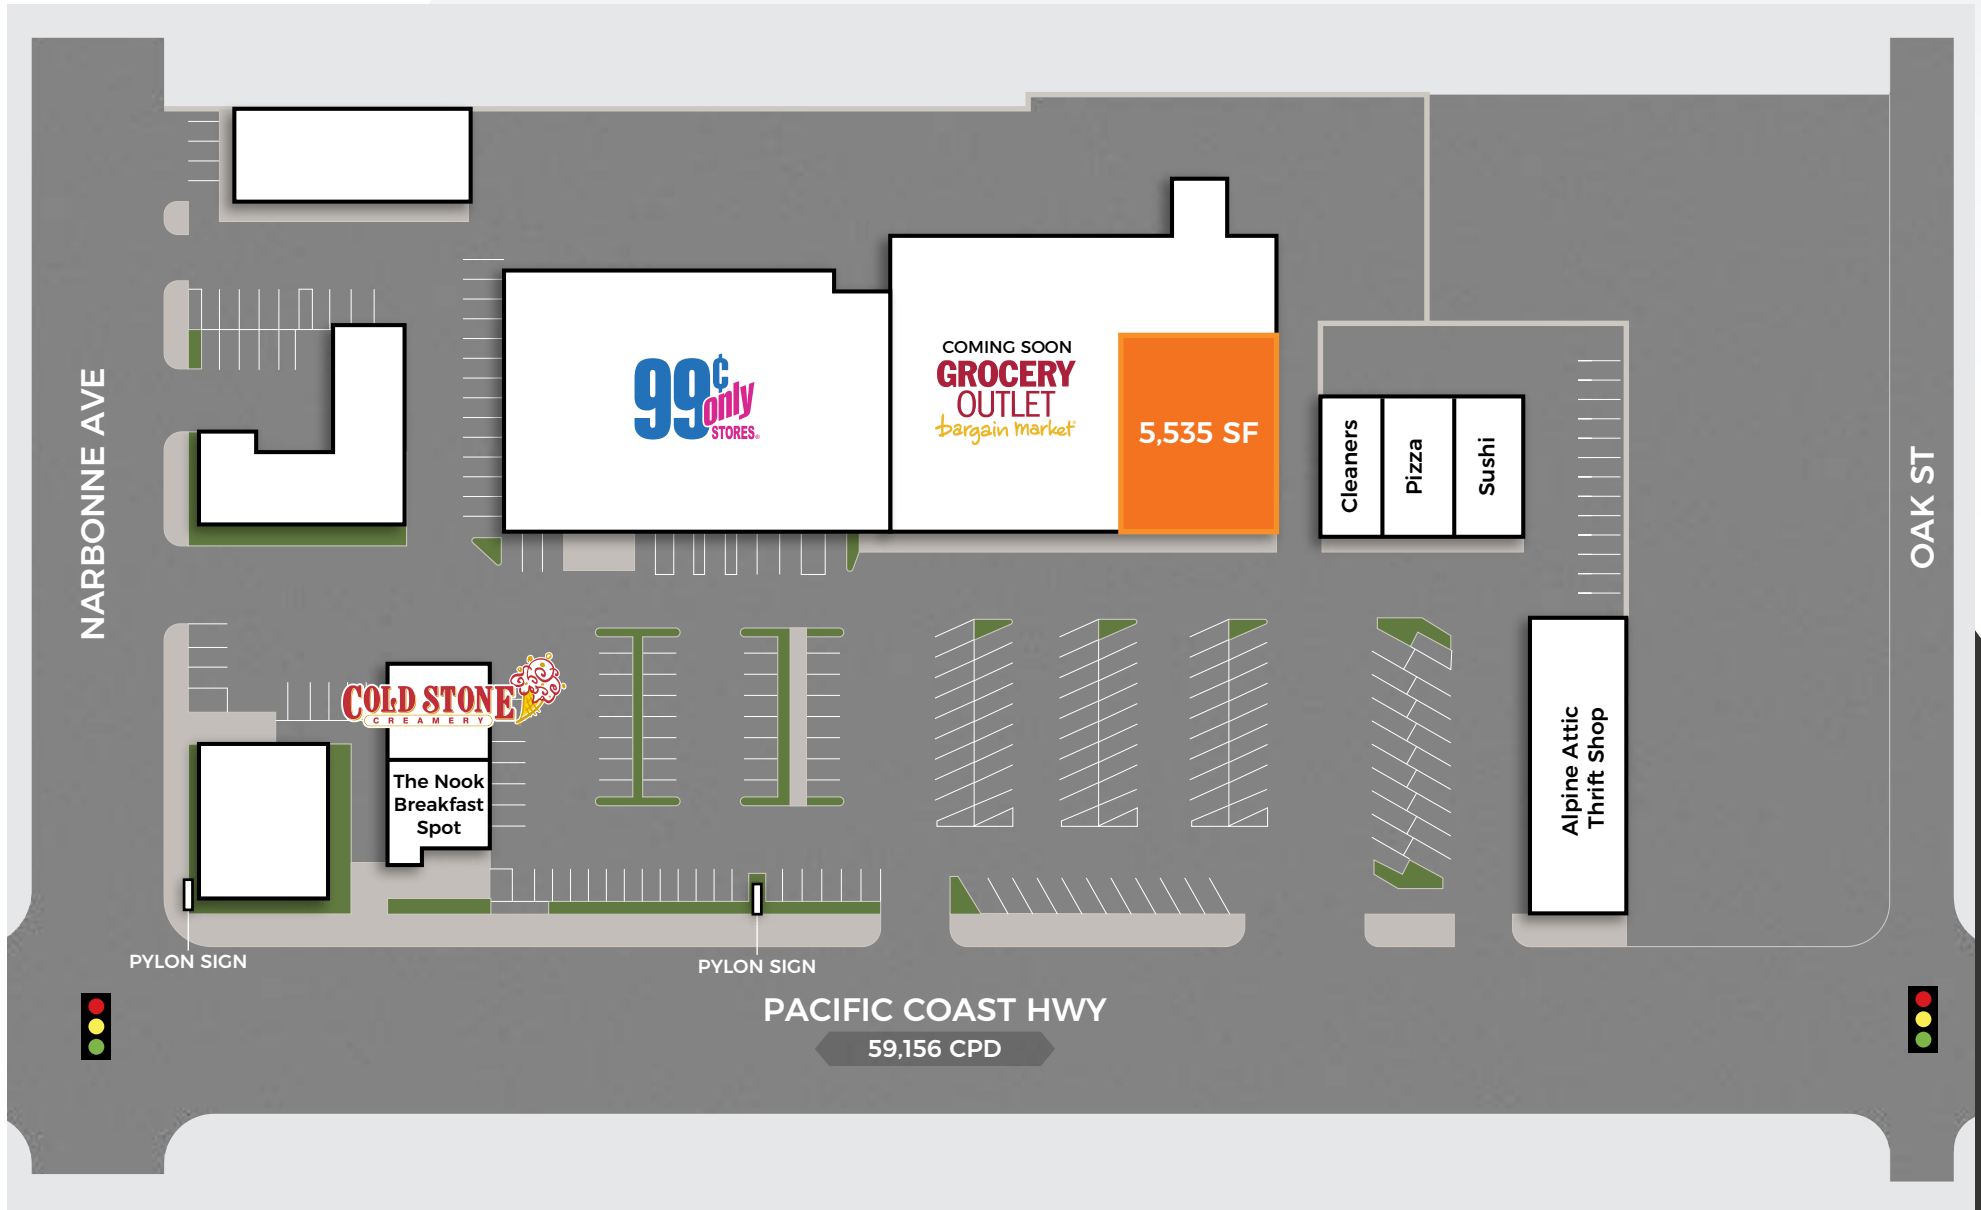 NARBONNE AVE
99¢
only
STORES
COMING SOON
GROCERY
OUTLET
bargain market
5,535 SF
Cleaners
Pizza
Sushi
OAK ST
COLD STONE
CREAMERY
The Nook
Breakfast
Spot
Alpine Attic
Thrift Shop
PYLON SIGN
PYLON SIGN
PACIFIC COAST HWY
59,156 CPD